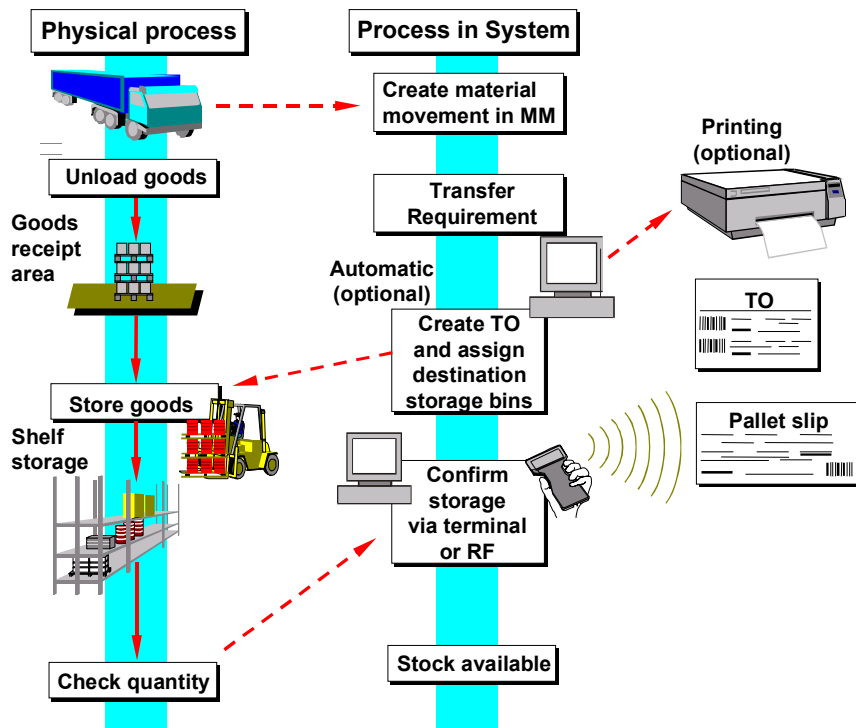 Physical process
Process in System
Create material
movement in MM
Printing
(optional)
Unload goods
Transfer
Requirement
Goods
receipt
area
Automatic
(optional)
TO
Create TO
and assign
destination
storage bins
Store goods
Pallet slip
Shelf
storage
Confirm
storage
via terminal
or RF
Stock available
Check quantity